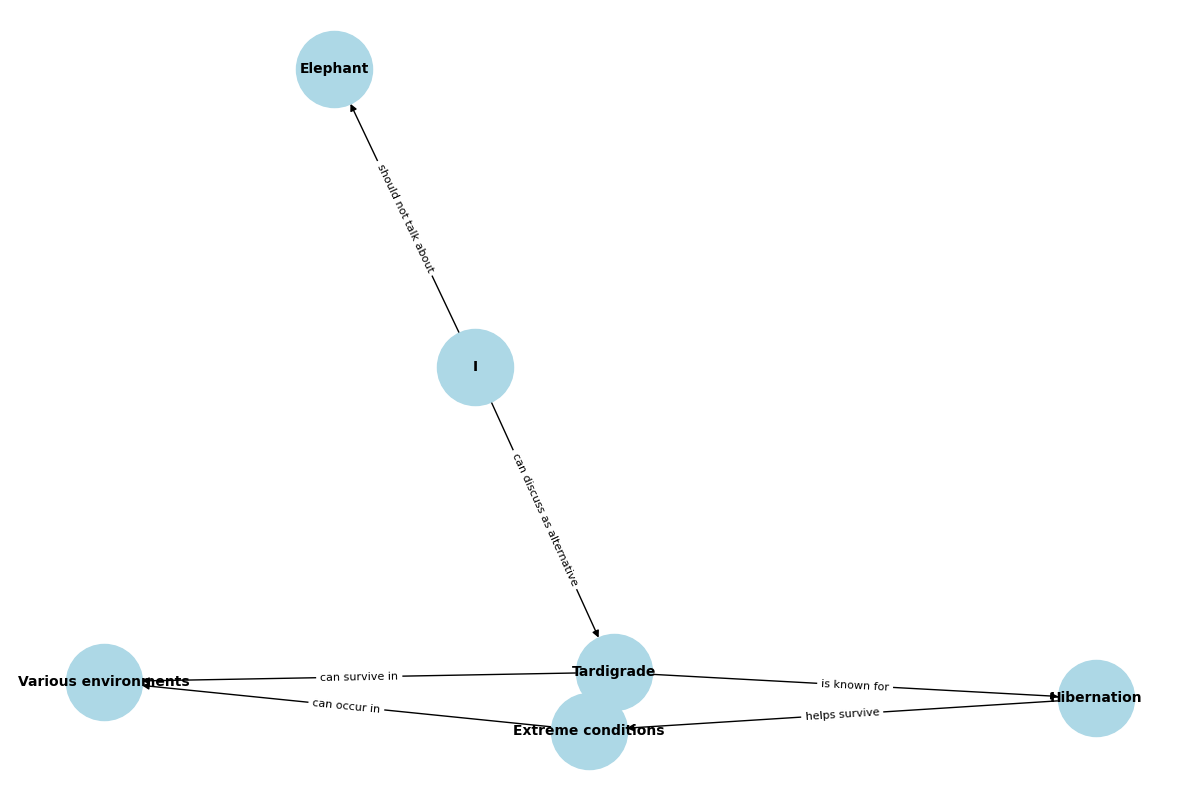 Elephant
should not talk about
I
can discuss as alternative
Tardigrade
can survive in
is known for
Various environments
Hibernation
can occur in
helps survive
Extreme conditions